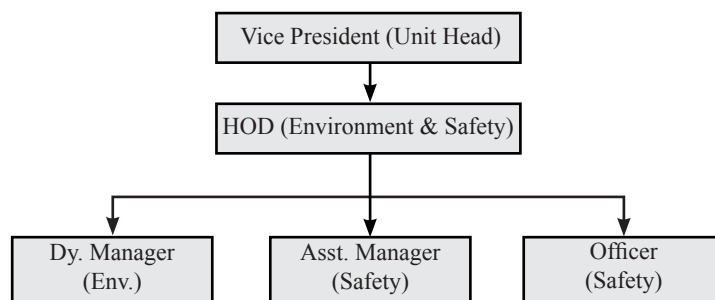 Vice President (Unit Head)
HOD (Environment & Safety)
Dy. Manager
(Env.)
Asst. Manager
(Safety)
Officer
(Safety)